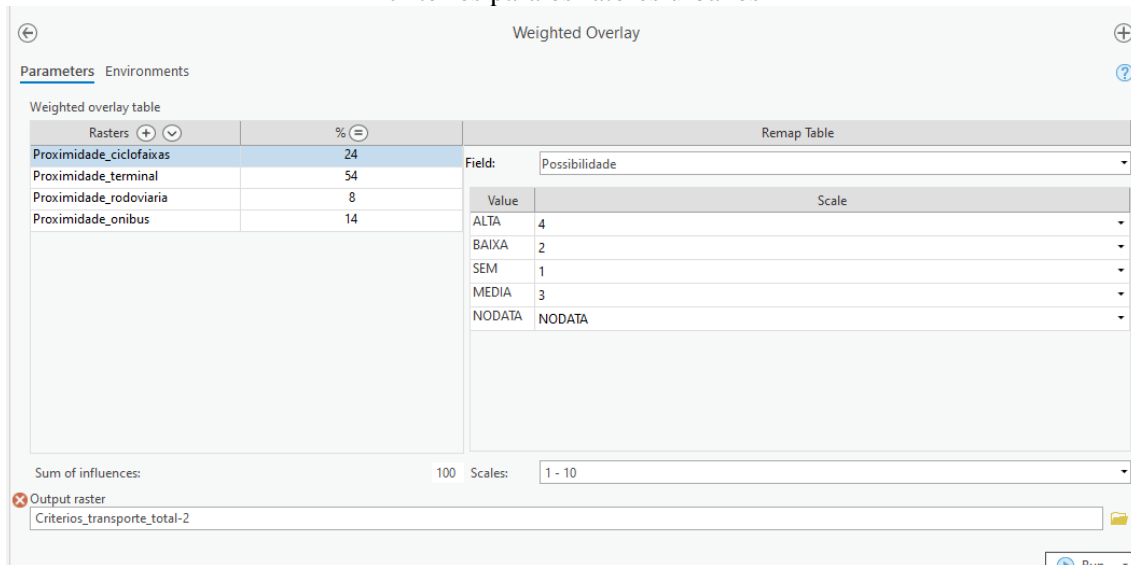 Weighted Overlay
Parameters Environments
Weighted overlay table
Rasters % Remap Table
Proximidade_ciclofaixas 24
Proximidade_terminal 54
Proximidade_rodoviaria 8
Proximidade_onibus 14
Field: Possibilidade
Value Scale
ALTA 4
BAIXA 2
SEM 1
MEDIA 3
NODATA NODATA
Sum of influences: 100 Scales: 1 - 10
Output raster
Criterios_transporte_total-2